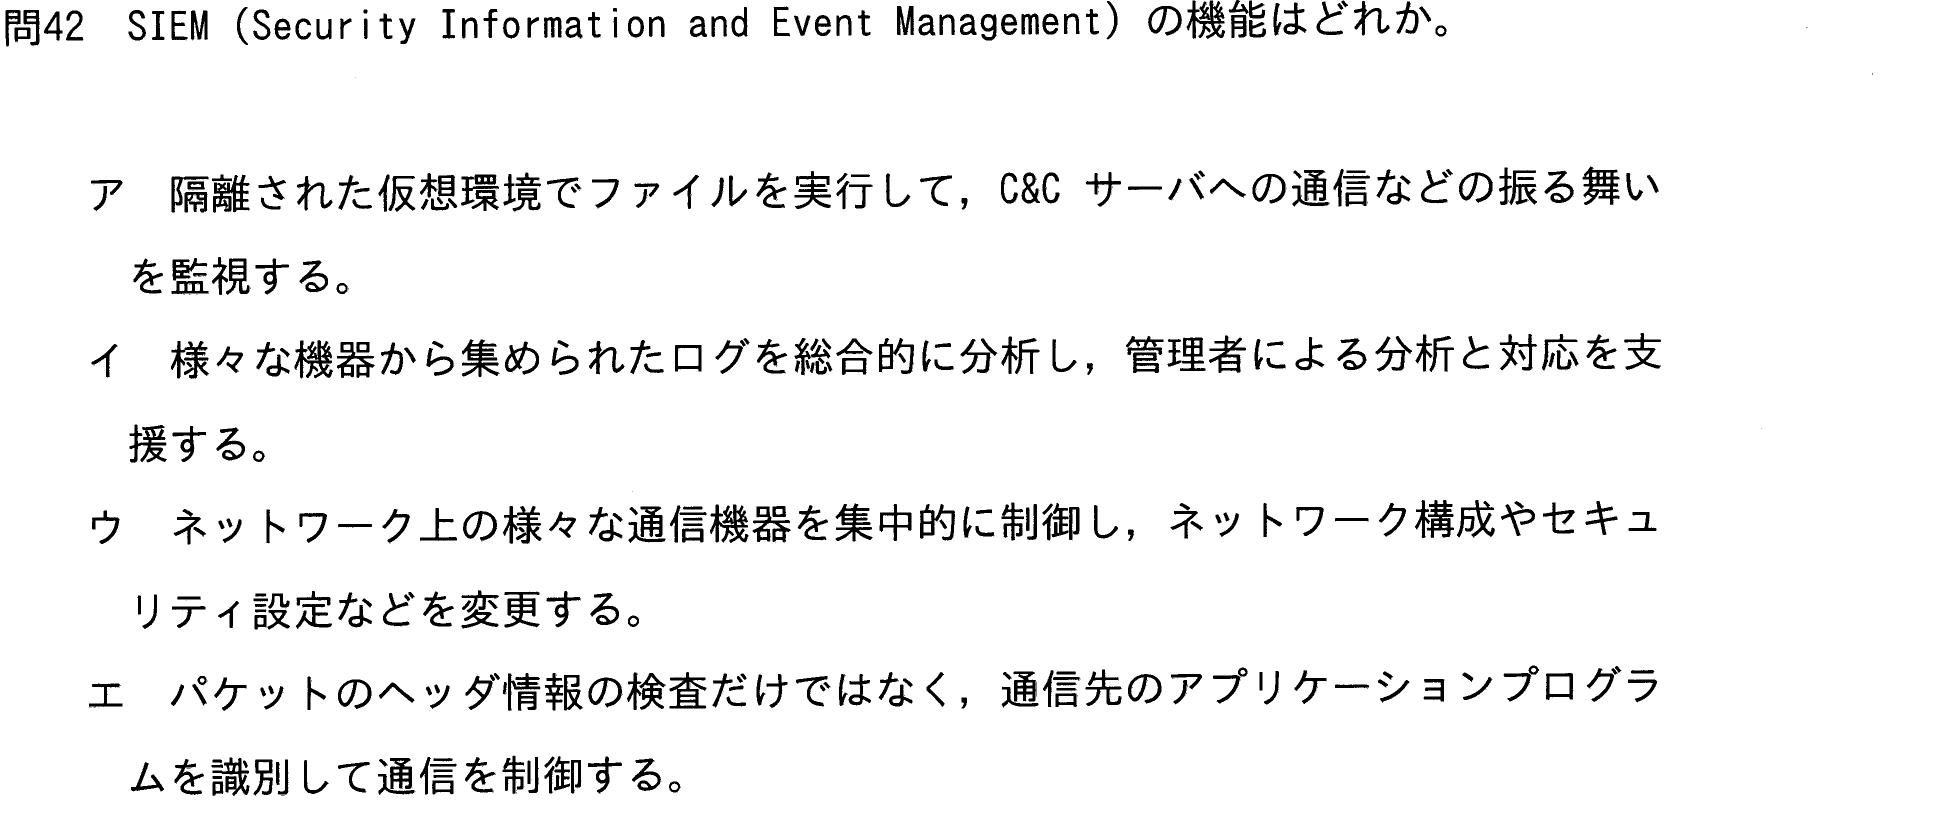 問42 SIEM (Security Information and Event Management) の機能はどれか。
ア 隔離された仮想環境でファイルを実行して，C&C サーバへの通信などの振る舞い
を監視する。
イ 様々な機器から集められたログを総合的に分析し，管理者による分析と対応を支
援する。
ウ ネットワーク上の様々な通信機器を集中的に制御し，ネットワーク構成やセキュ
リティ設定などを変更する。
エ パケットのヘッダ情報の検査だけではなく，通信先のアプリケーションプログラ
ムを識別して通信を制御する。